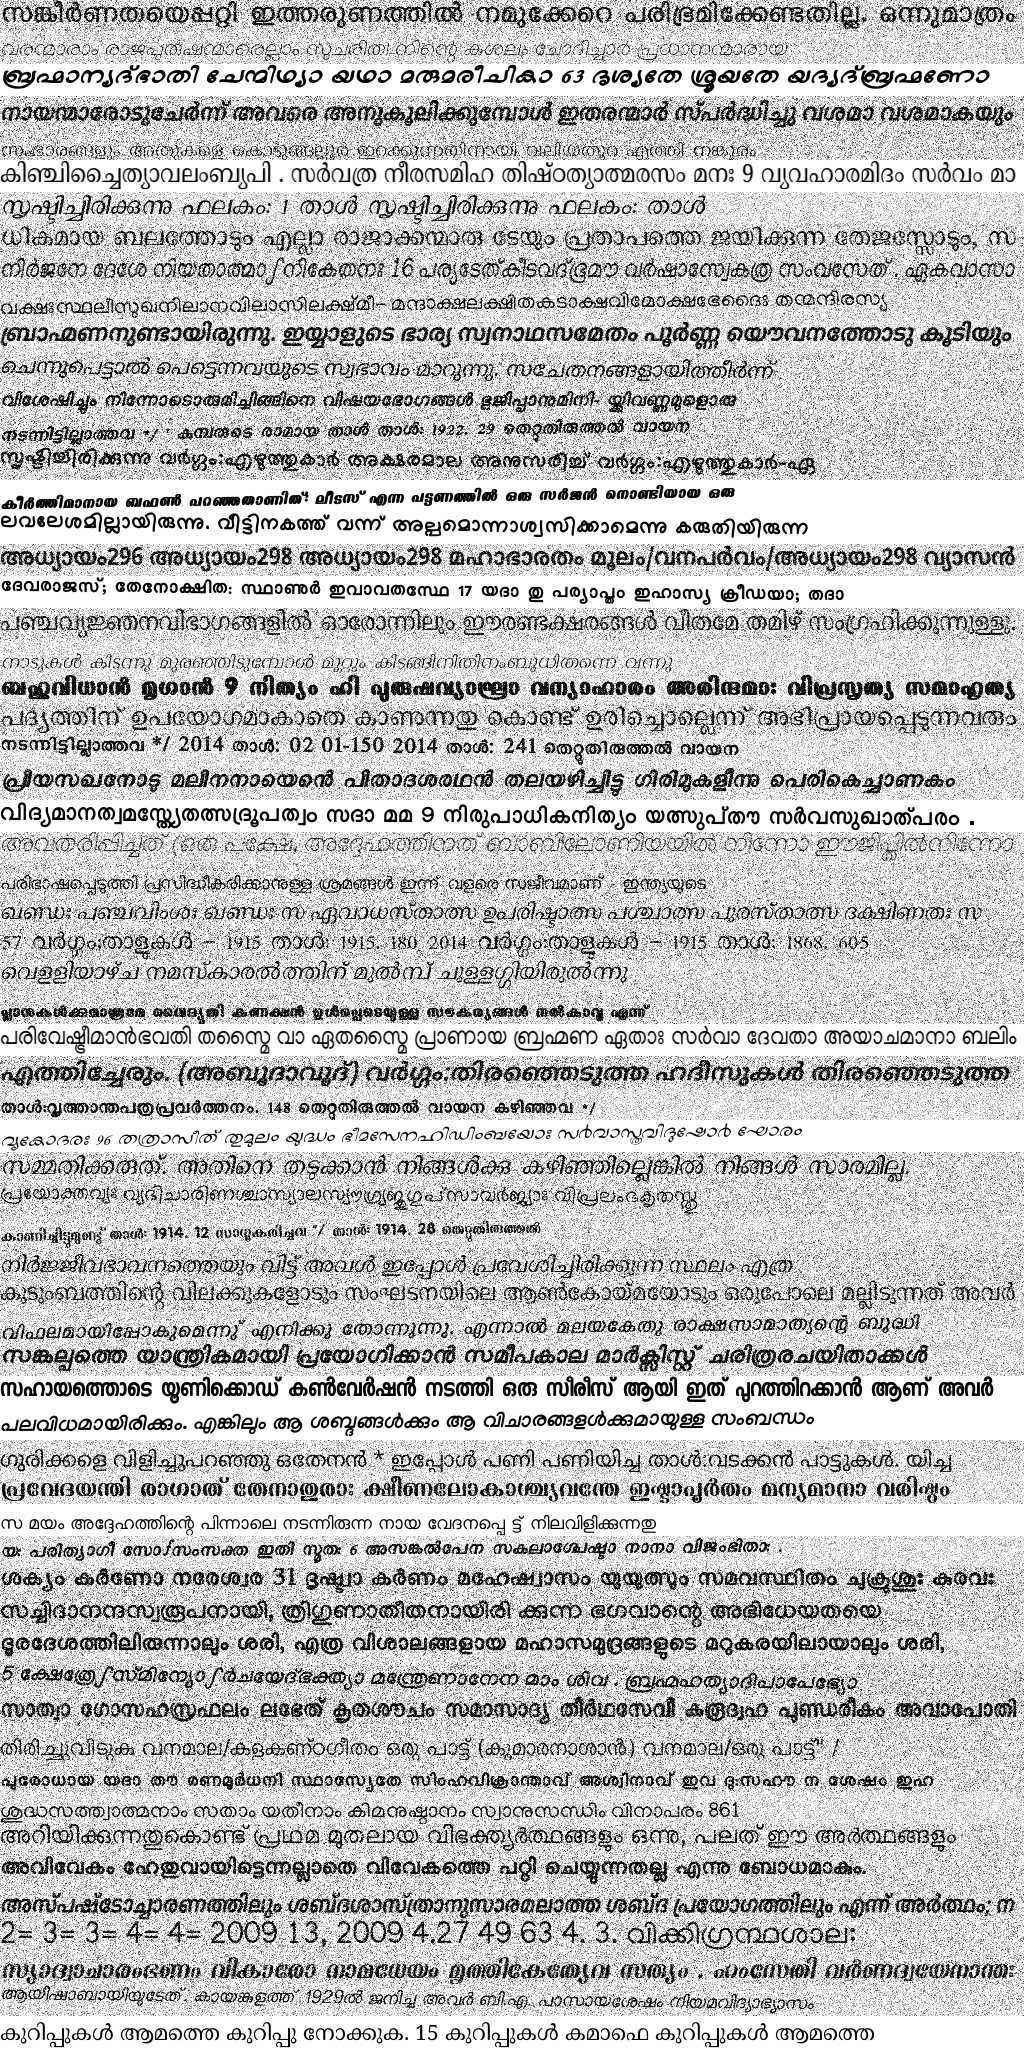 സങ്കീർണതയെപ്പറ്റി ഇത്തരുണത്തിൽ നമുക്കേറെ പരിഭ്രമിക്കേണ്ടതില്ല. ഒന്നുമാത്രം
വരന്മാരാം രാജപുരുഷന്മാരെല്ലാം സുചരിത! നിന്റെ കുശലം ചോദിച്ചാർ പ്രധാനന്മാരായ
ബ്രഹ്മാന്യദ്ഭാതി ചേന്മിഥ്യാ യഥാ മരുമരീചികാ 63 ദൃശ്യതേ ശ്രൂയതേ യദ്യദ്ബ്രഹ്മണോ
നായന്മാരോടുചേർന്ന് അവരെ അനുകൂലിക്കുമ്പോൾ ഇതരന്മാർ സ്പർദ്ധിച്ചു വശമാ വശമാകയും
സംഭാരങ്ങളും അതുകളെ കൊടുങ്ങല്ലൂർ ഇറക്കുന്നതിന്നായി വലിയതുറ എത്തി നങ്കൂരം
കിഞ്ചിച്ചൈത്യാവലംബ്യപി . സർവത്ര നീരസമിഹ തിഷ്ഠത്യാത്മരസം മനഃ 9 വ്യവഹാരമിദം സർവം മാ
സൃഷ്ടിച്ചിരിക്കുന്നു ഫലകം: 1 താൾ സൃഷ്ടിച്ചിരിക്കുന്നു ഫലകം: താൾ
ധികമായ ബലത്തോടും എല്ലാ രാജാക്കന്മാരു ടേയും പ്രതാപത്തെ ജയിക്കുന്ന തേജസ്സോടും, സ
നിർജനേ ദേശേ നിയതാത്മാഽനികേതനഃ 16 പര്യടേത്കീടവദ്ഭൂമൗ വർഷാസ്വേകത്ര സംവസേത് . ഏകവാസാ
വക്ഷഃസ്ഥലീസുഖനിലാനവിലാസിലക്ഷ്മീ– മന്ദാക്ഷലക്ഷിതകടാക്ഷവിമോക്ഷഭേദൈഃ തന്മന്ദിരസ്യ
ബ്രാഹ്മണനുണ്ടായിരുന്നു. ഇയ്യാളുടെ ഭാര്യ സ്വനാഥസമേതം പൂർണ്ണ യൌവനത്തോടു കൂടിയും
ചെന്നുപെട്ടാൽ പെട്ടെന്നവയുടെ സ്വഭാവം മാറുന്നു. സചേതനങ്ങളായിത്തീർന്ന്
വിശേഷിച്ചും നിന്നോടൊരുമിച്ചിങ്ങിനെ വിഷയഭോഗങ്ങൾ ഭുജിപ്പാനുമിനി- യ്ക്കിവണ്ണമുളൊരു
നടന്നിട്ടില്ലാത്തവ */ " കമ്പരുടെ രാമായ താൾ താൾ: 1922. 29 തെറ്റുതിരുത്തൽ വായന
സൃഷ്ടിജിരിക്കുന്നു വർഗ്ഗം:എഴുത്തുകാർ അക്ഷരമാല അനുസരിച്ച് വർഗ്ഗം:എഴുത്തുകാർ-ഏ
കീർത്തിമാനായ ബഫൺ പറഞ്ഞതാണിത്: ലീടസ് എന്ന പട്ടണത്തിൽ ഒരു സർജൻ നൊണ്ടിയായ ഒരു
ലവലേശമില്ലായിരുന്നു. വീട്ടിനകത്ത് വന്ന് അല്പമൊന്നാശ്വസിക്കാമെന്നു കരുതിയിരുന്ന
അധ്യായം296 അധ്യായം298 അധ്യായം298 മഹാഭാരതം മൂലം/വനപർവം/അധ്യായം298 വ്യാസൻ
ദേവരാജസ്; തേനോക്ഷിത: സ്ഥാണുർ ഇവാവതസ്ഥേ 17 യദാ തു പര്യാപ്തം ഇഹാസ്യ ക്രീഡയാ; തദാ
പഞ്ചവ്യഞ്ജനവിഭാഗങ്ങളിൽ ഓരോന്നിലും ഈരണ്ടക്ഷരങ്ങൾ വീതമേ തമിഴ് സംഗ്രഹിക്കുന്നുള്ളു.
നാടുകൾ കിടന്നു മുരഞ്ഞിടുമ്പോൾ മുറ്റും കിടങ്ങിനിതിനംബുധിതന്നെ വന്നു
ബഹുവിധാൻ മൃഗാൻ 9 നിത്യം ഹി പുരുഷവ്യാഘ്രാ വന്യാഹാരം അരിന്ദമാഃ വിപ്രസൃത്യ സമാഹൃത്യ
പദ്യത്തിന് ഉപയോഗമാകാതെ കാണുന്നതു കൊണ്ട് ഉരിച്ചൊല്ലെന്ന് അഭിപ്രായപ്പെടുന്നവരും
നടന്നിട്ടില്ലാത്തവ */ 2014 താൾ: 02 01-150 2014 താൾ: 241 തെറ്റുതിരുത്തൽ വായന
പ്രിയസഖനോടു മലിനനായെൻ പിതാദശരഥൻ തലയഴിച്ചിട്ടു ഗിരിമുകളീന്നു പെരികെച്ചാണകം
വിദ്യമാനത്വമസ്ത്യേതത്സദ്രൂപത്വം സദാ മമ 9 നിരുപാധികനിത്യം യത്സുപ്തൗ സർവസുഖാത്പരം .
അവതരിപ്പിച്ചത് (ഒരു പക്ഷേ, അദ്ദേഹത്തിനത് ബാബിലോണിയയിൽ നിന്നോ ഈജിപ്തിൽനിന്നോ
പരിഭാഷപ്പെടുത്തി പ്രസിദ്ധീകരിക്കാനുള്ള ശ്രമങ്ങൾ ഇന്ന് വളരെ സജീവമാണ് - ഇന്ത്യയുടെ
ഖണ്ഡഃ പഞ്ചവിംശഃ ഖണ്ഡഃ സ ഏവാധസ്താത്സ ഉപരിഷ്ടാത്സ പശ്ചാത്സ പുരസ്താത്സ ദക്ഷിണതഃ സ
57 വർഗ്ഗം:താളുകൾ – 1915 താൾ: 1915. 180 2014 വർഗ്ഗം:താളുകൾ – 1915 താൾ: 1868. 605
വെളളിയാഴ്ച നമസ്കാരൽത്തിന് മുൽമ്പ് ചുള്ളഗ്ഗിയിരുൽന്നു
പ്ലാനുകൾക്കുമാത്രമേ വൈദ്യുതി കണക്ഷൻ ഉൾപ്പെടെയുള്ള സൗകര്യങ്ങൾ നൽകാവൂ എന്ന്
പരിവേഷ്ട്രീമാൻഭവതി തസ്മൈ വാ ഏതസ്മൈ പ്രാണായ ബ്രഹ്മണ ഏതാഃ സർവാ ദേവതാ അയാചമാനാ ബലിം
എത്തിച്ചേരും. (അബൂദാവൂദ്) വർഗ്ഗം:തിരഞ്ഞെടുത്ത ഹദീസുകൾ തിരഞ്ഞെടുത്ത
താൾ:വൃത്താന്തപത്രപ്രവർത്തനം. 148 തെറ്റുതിരുത്തൽ വായന കഴിഞ്ഞവ */
വൃകോദരഃ 96 തത്രാസീത് തുമുലം യുദ്ധം ഭീമസേനഹിഡിംബയോഃ സർവാസ്ത്രവിദുഷോർ ഘോരം
സമ്മതിക്കരുത്. അതിനെ തടുക്കാൻ നിങ്ങൾക്കു കഴിഞ്ഞില്ലെങ്കിൽ നിങ്ങൾ സാരമില്ല.
പ്രയോക്തവ്യഃ വ്യഭിചാരിണശ്ചാസ്യാലസ്യൗഗ്ര്യജുഗുപ്സാവർജ്യാഃ വിപ്രലംഭകൃതസ്തു
കാണിച്ചിട്ടുമുണ്ട് താൾ: 1914. 12 സാധൂകരിച്ചവ */ താൾ: 1914. 28 തെറ്റുതിരുത്തൽ
നിർജ്ജീവഭാവനത്തെയും വിട്ട് അവൾ ഇപ്പോൾ പ്രവേശിച്ചിരിക്കുന്ന സ്ഥലം എത്ര
കുടുംബത്തിന്റെ വിലക്കുകളോടും സംഘടനയിലെ ആൺകോയ്മയോടും ഒരുപോലെ മല്ലിടുന്നത് അവർ
വിഫലമായിപ്പോകുമെന്നു് എനിക്കു തോന്നുന്നു. എന്നാൽ മലയകേതു രാക്ഷസാമാത്യന്റെ ബുദ്ധി
സങ്കല്പത്തെ യാന്ത്രികമായി പ്രയോഗിക്കാൻ സമീപകാല മാർക്സിസ്റ്റ് ചരിത്രരചയിതാക്കൾ
സഹായത്തൊടെ യൂണിക്കൊഡ് കൺവേർഷൻ നടത്തി ഒരു സീരീസ് ആയി ഇത് പുറത്തിറക്കാൻ ആണ് അവർ
പലവിധമായിരിക്കും. എങ്കിലും ആ ശബ്ദങ്ങൾക്കും ആ വിചാരങ്ങളൾക്കുമായുള്ള സംബന്ധം
ഗുരിക്കളെ വിളിച്ചുപറഞ്ഞു ഒതേനൻ * ഇപ്പോൾ പണി പണിയിച്ച താൾ:വടക്കൻ പാട്ടുകൾ. യിച്ച
പ്രവേദയന്തി രാഗാത് തേനാതുരാഃ ക്ഷീണലോകാശ്ച്യവന്തേ ഇഷ്ടാപൂർതം മന്യമാനാ വരിഷ്ഠം
സ മയം അദ്ദേഹത്തിന്റെ പിന്നാലെ നടന്നിരുന്ന നായ വേദനപ്പെ ട്ട് നിലവിളിക്കുന്നതു
യഃ പരിത്യാഗീ സോഽസംസക്ത ഇതി സ്മൃതഃ 6 അസങ്കൽപേന സകലാശ്ചേഷ്ടാ നാനാ വിജൃംഭിതാഃ .
ശക്യം കർണോ നരേശ്വര 31 ദൃഷ്ട്വാ കർണം മഹേഷ്വാസം യുയുത്സും സമവസ്ഥിതം ചുക്രുശുഃ കുരവഃ
സച്ചിദാനന്ദസ്വരൂപനായി, ത്രിഗുണാതീതനായിരി ക്കുന്ന ഭഗവാന്റെ അഭിധേയതയെ
ദൂരദേശത്തിലിരുന്നാലും ശരി, എത്ര വിശാലങ്ങളായ മഹാസമുദ്രങ്ങളുടെ മറുകരയിലായാലും ശരി,
5 ക്ഷേത്രേഽസ്മിന്യോഽർചയേദ്ഭക്ത്യാ മന്ത്രേണാനേന മാം ശിവ . ബ്രഹ്മഹത്യാദിപാപേഭ്യോ
സാത്വാ ഗോസഹസ്രഫലം ലഭേത് കൃതശൗചം സമാസാദ്യ തീർഥസേവീ കുരൂദ്വഹ പുണ്ഡരീകം അവാപോതി
തിരിച്ചുവിടുക വനമാല/കളകണ്ഠഗീതം ഒരു പാട്ട് (കുമാരനാശാൻ) വനമാല/ഒരു പാട്ട്" /
പുരോധായ യദാ തൗ രണമൂർധനി സ്ഥാസ്യേതേ സിംഹവിക്രാന്താവ് അശ്വിനാവ് ഇവ ദുഃസഹൗ ന ശേഷം ഇഹ
ശുദ്ധാസത്ത്വാത്മനാം സതാം യതീനാം കിമനുഷ്ഠാനം സ്വാനുസന്ധിം വിനാപരം 861
അറിയിക്കുന്നതുകൊണ്ട് പ്രഥമ മുതലായ വിഭക്ത്യർത്ഥങ്ങളും ഒന്നു, പലത് ഈ അർത്ഥങ്ങളും
അവിവേകം ഹേതുവായിട്ടെന്നല്ലാതെ വിവേകത്തെ പറ്റി ചെയ്യുന്നതല്ല എന്നു ബോധമാകും.
അസ്പഷ്ടോച്ചാരണത്തിലും ശബ്ദശാസ്ത്രാനുസാരമലാത്ത ശബ്ദ പ്രയോഗത്തിലും എന്ന് അർത്ഥം; ന
2= 3= 3= 4= 4= 2009 13, 2009 4.27 49 63 4. 3. വിക്കിഗ്രന്ഥശാല:
സ്യാദ്വാചാരംഭണം വികാരോ നാമധേയം മൃത്തികേത്യേവ സത്യം . ഹംസേതി വർണദ്വയേനാന്തഃ
ആയിഷാബായിയുടേത്. കായങ്കുളത്ത് 1929ൽ ജനിച്ച അവർ ബി.എ. പാസായശേഷം നിയമവിദ്യാഭ്യാസം
കുറിപ്പുകൾ ആമത്തെ കുറിപ്പു നോക്കുക. 15 കുറിപ്പുകൾ കമാഫെ കുറിപ്പുകൾ ആമത്തെ